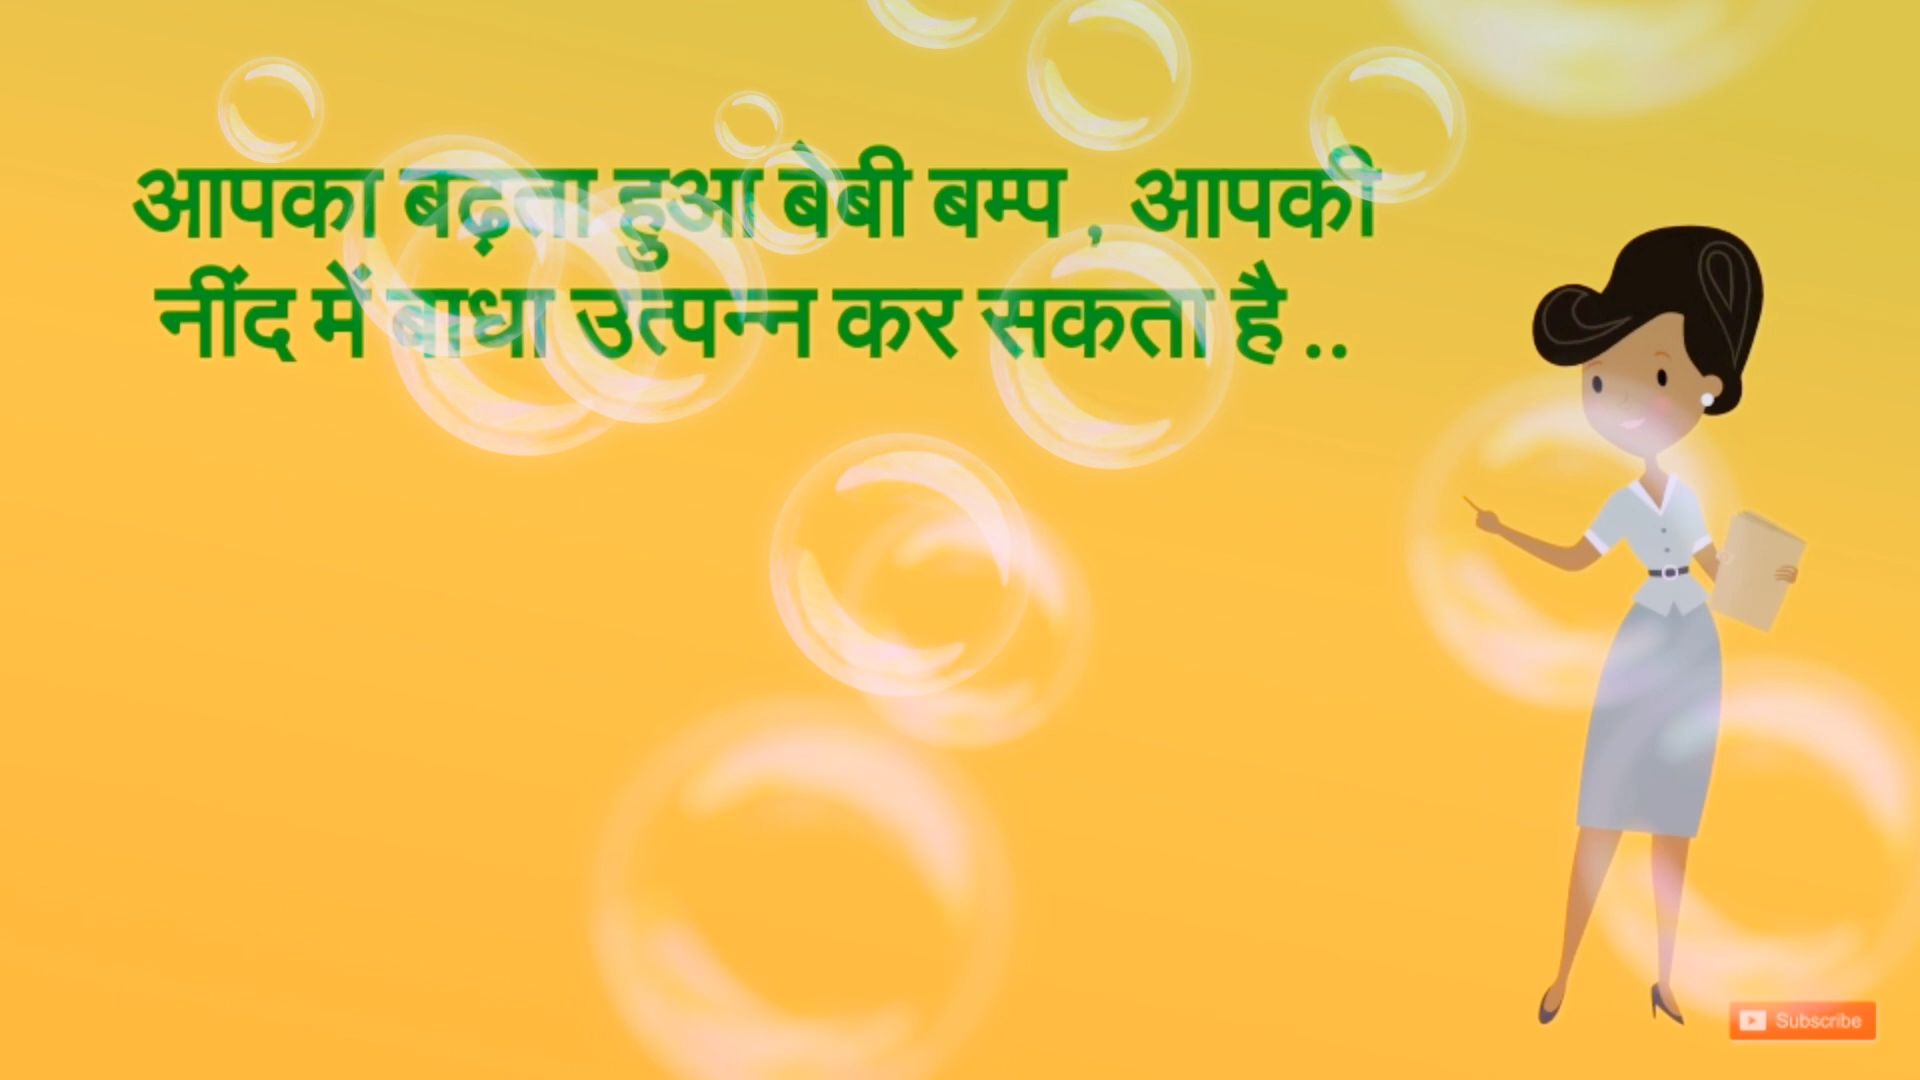 आपका बढ़ता हुआ बेबी बम्प , आपकी
नींद में बाधा उत्पन्न कर सकता है ..
Subscribe